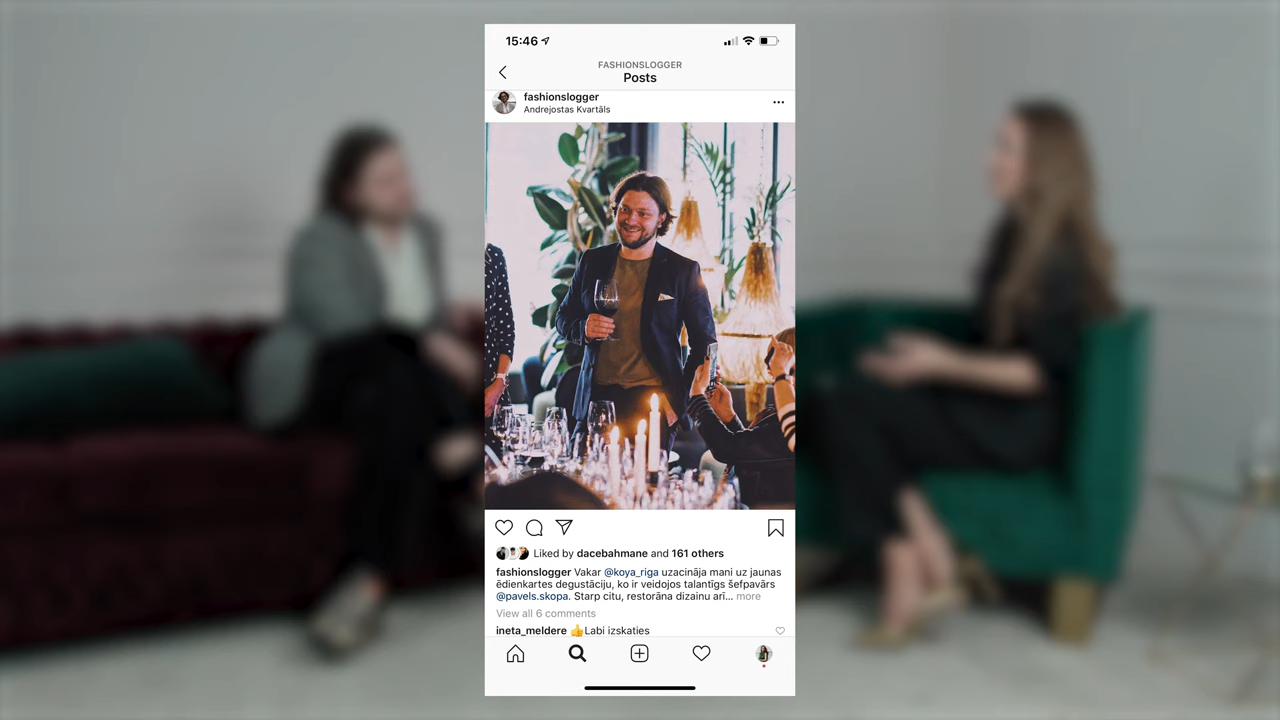 15:46
FASHIONSLOGGER
Posts
fashionslogger
Andrejostas Kvartāls
Liked by dacebahmane and 161 others
fashionslogger Vakar @koya_riga uzacināja mani uz jaunas
ēdienkartes degustāciju, ko ir veidojos talantīgs šefpavārs
@pavels.skopa. Starp citu, restorāna dizainu arī... more
View all 6 comments
ineta_meldere 👍Labi izskaties